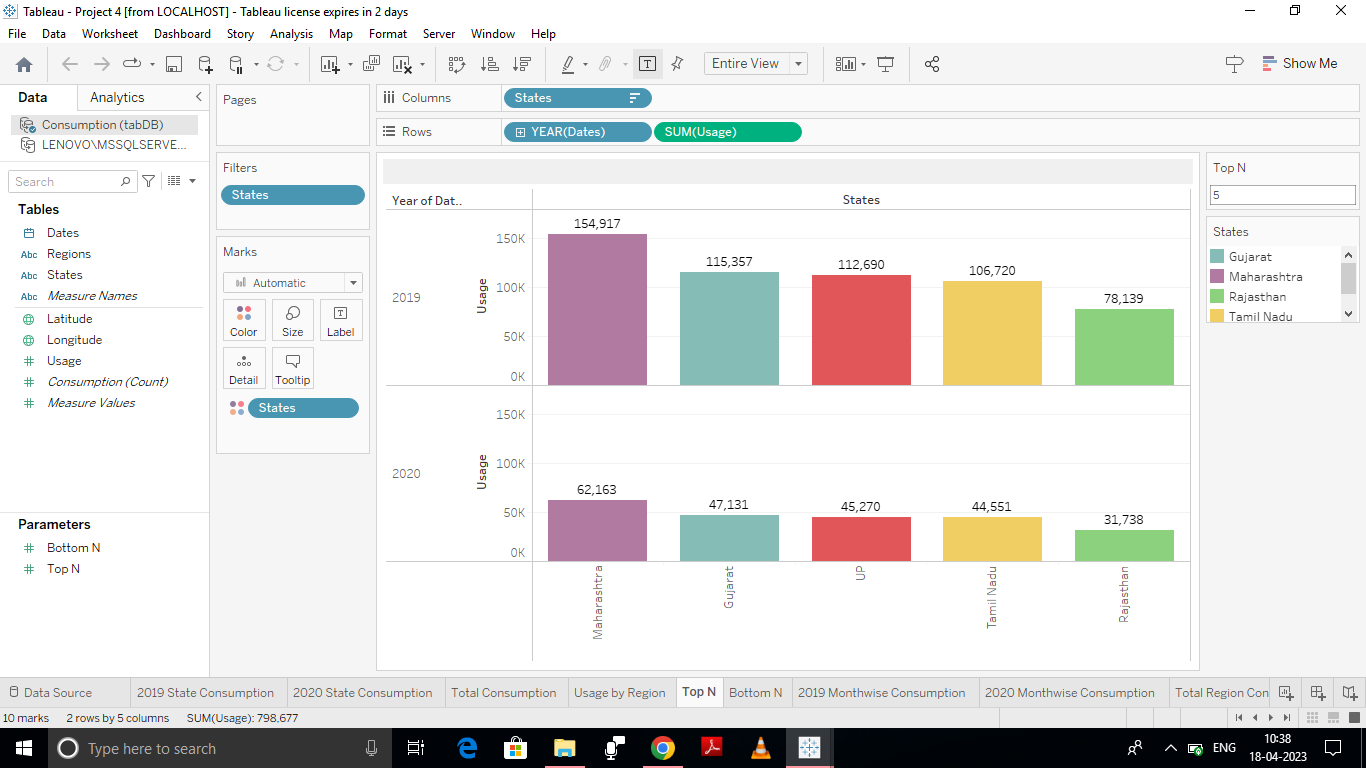 Tableau - Project 4 [from LOCALHOST] - Tableau license expires in 2 days
File Data Worksheet Dashboard Story Analysis Map Format Server Window Help
Entire View
Show Me
Data Analytics
Consumption (tabDB)
LENOVO\MSSQLSERVE...
Search
Tables
Dates
Abc Regions
Abc States
Abc Measure Names
Latitude
Longitude
Usage
Consumption (Count)
Measure Values
Parameters
Bottom N
Top N
Pages
Filters
States
Marks
Automatic
Color Size Label
Detail Tooltip
States
Columns States
Rows YEAR(Dates) SUM(Usage)
Year of Dat.. States
2019
Usage
150K
100K
50K
0K
154,917
115,357
112,690
106,720
78,139
2020
Usage
150K
100K
50K
0K
62,163
47,131
45,270
44,551
31,738
Maharashtra
Gujarat
UP
Tamil Nadu
Rajasthan
Top N
5
States
Gujarat
Maharashtra
Rajasthan
Tamil Nadu
Data Source 2019 State Consumption 2020 State Consumption Total Consumption Usage by Region Top N Bottom N 2019 Monthwise Consumption 2020 Monthwise Consumption Total Region Con
10 marks 2 rows by 5 columns SUM(Usage): 798,677
Type here to search
ENG
10:38
18-04-2023